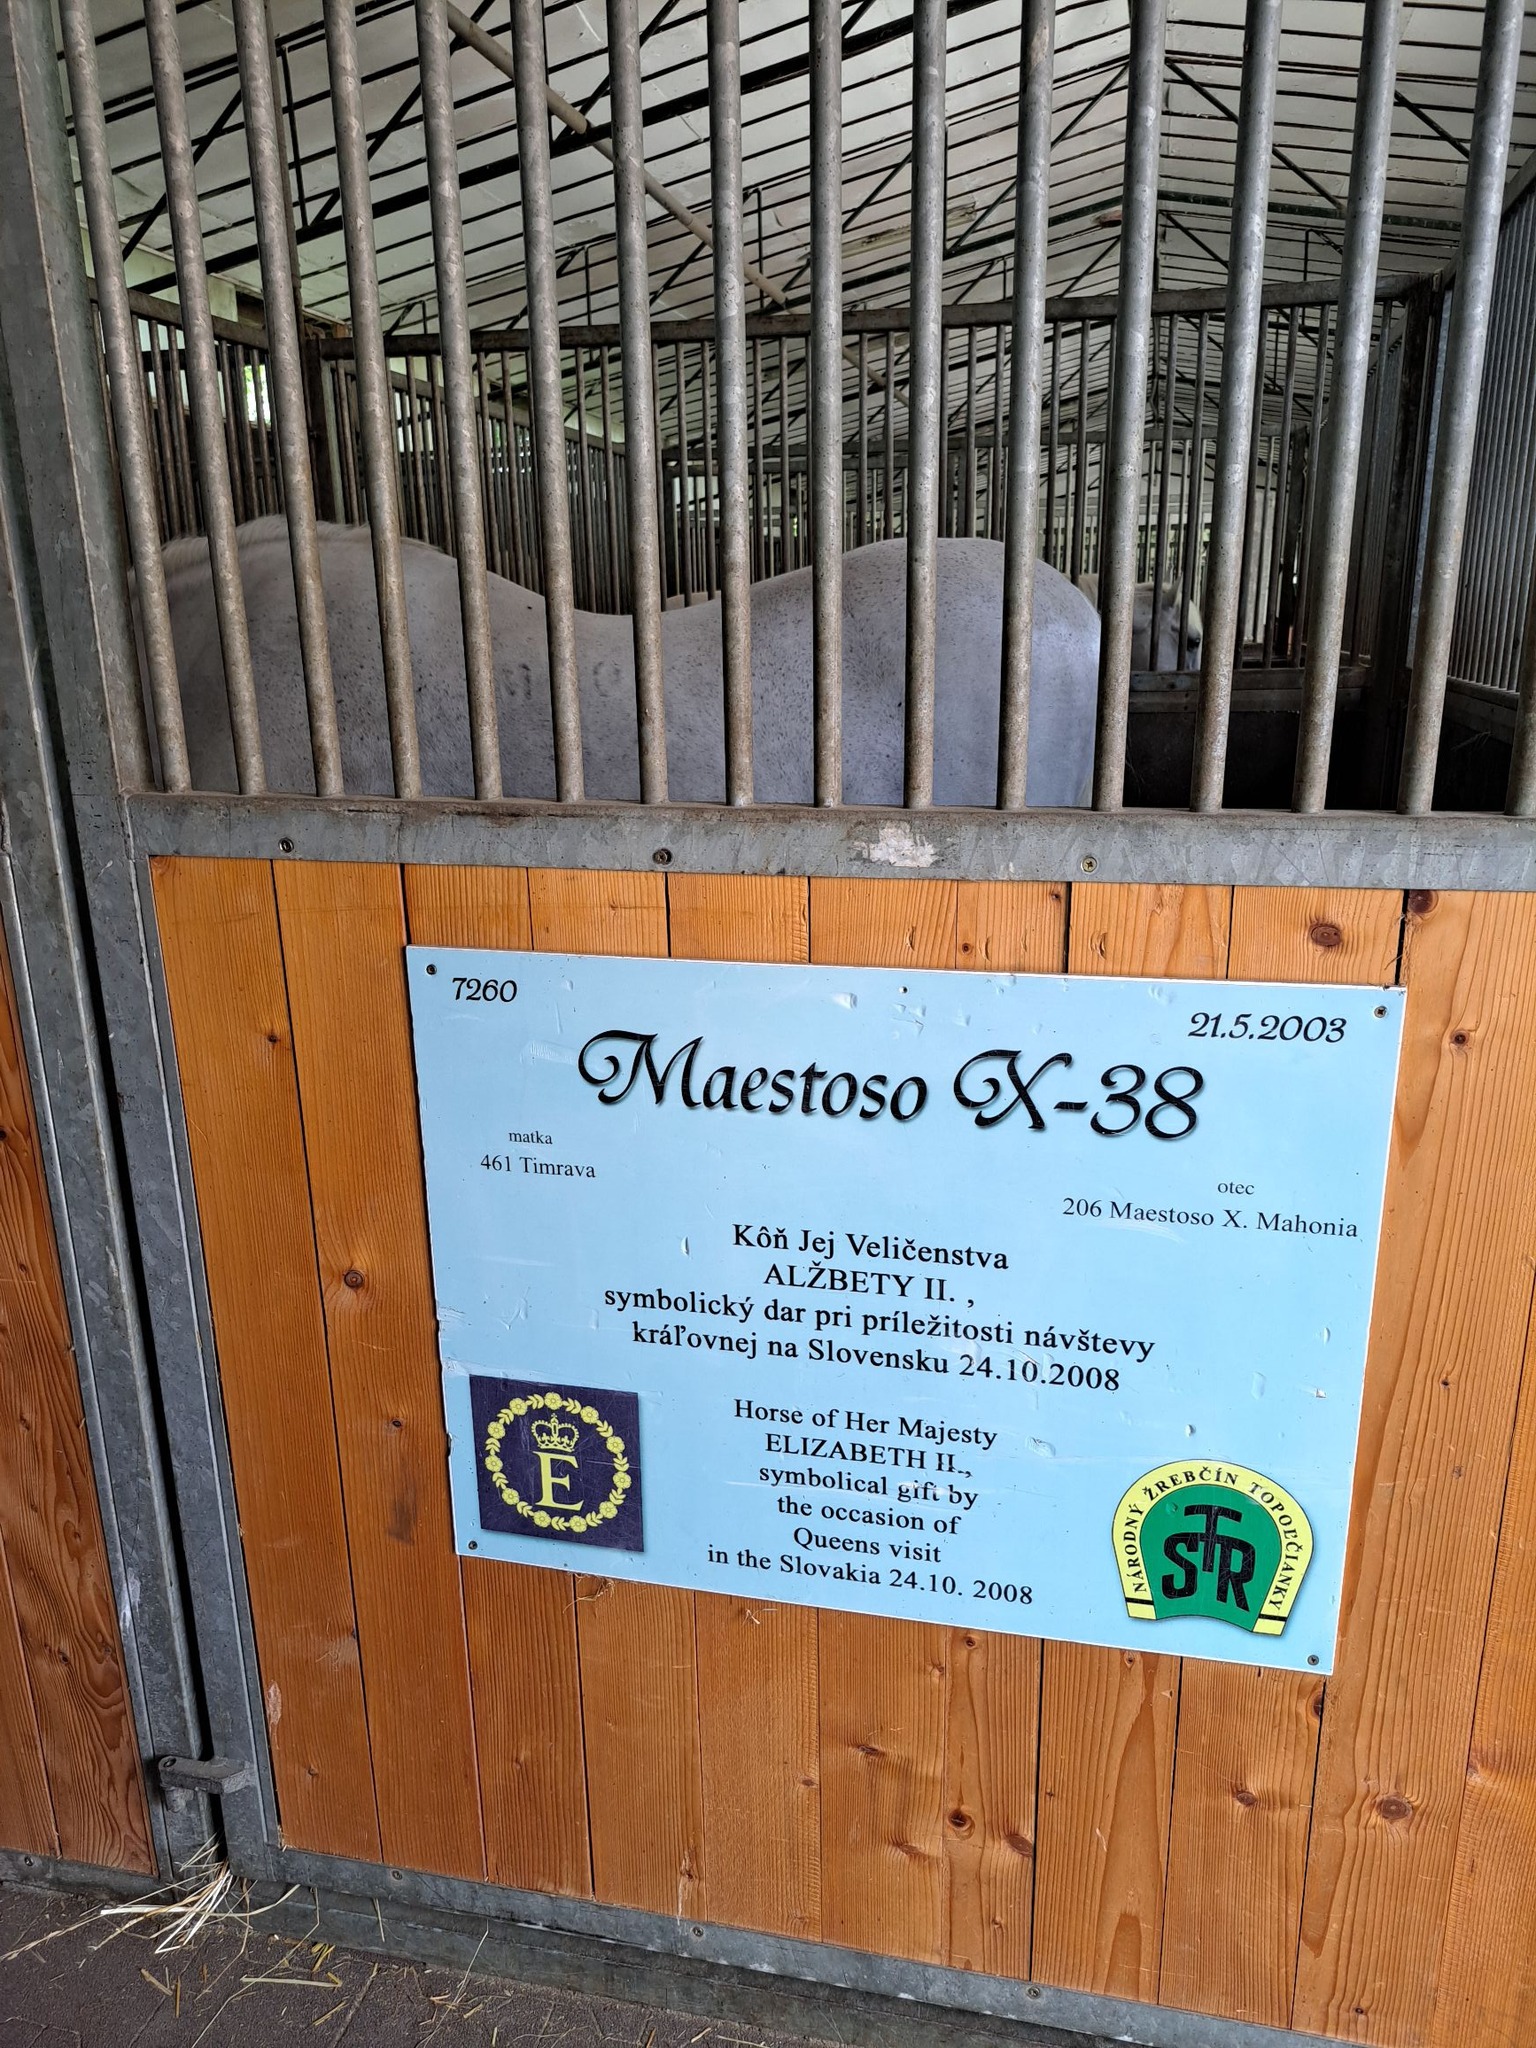 7260
21.5.2003
Maestoso X-38
matka
461 Timrava
otec
206 Maestoso X. Mahonia
Kôň Jej Veličenstva
ALŽBETY II. ,
symbolický dar pri príležitosti návštevy
kráľovnej na Slovensku 24.10.2008
Horse of Her Majesty
ELIZABETH II.,
symbolical gift by
the occasion of
Queens visit
in the Slovakia 24.10. 2008
E
NÁRODNÝ ŽREBČÍN TOPOĽČIANKY
STR